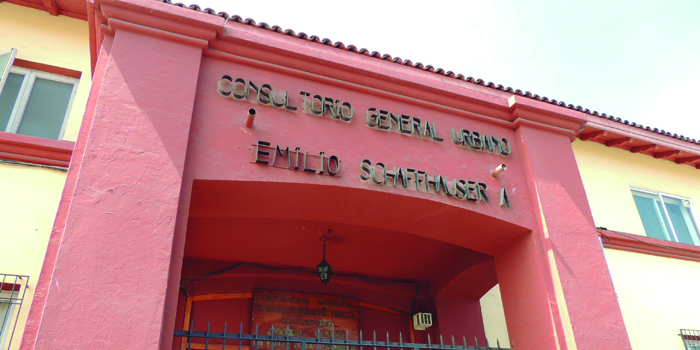 CONSULTORIO GENERAL URBANO
EMILIO SCHAFFHAUSER A